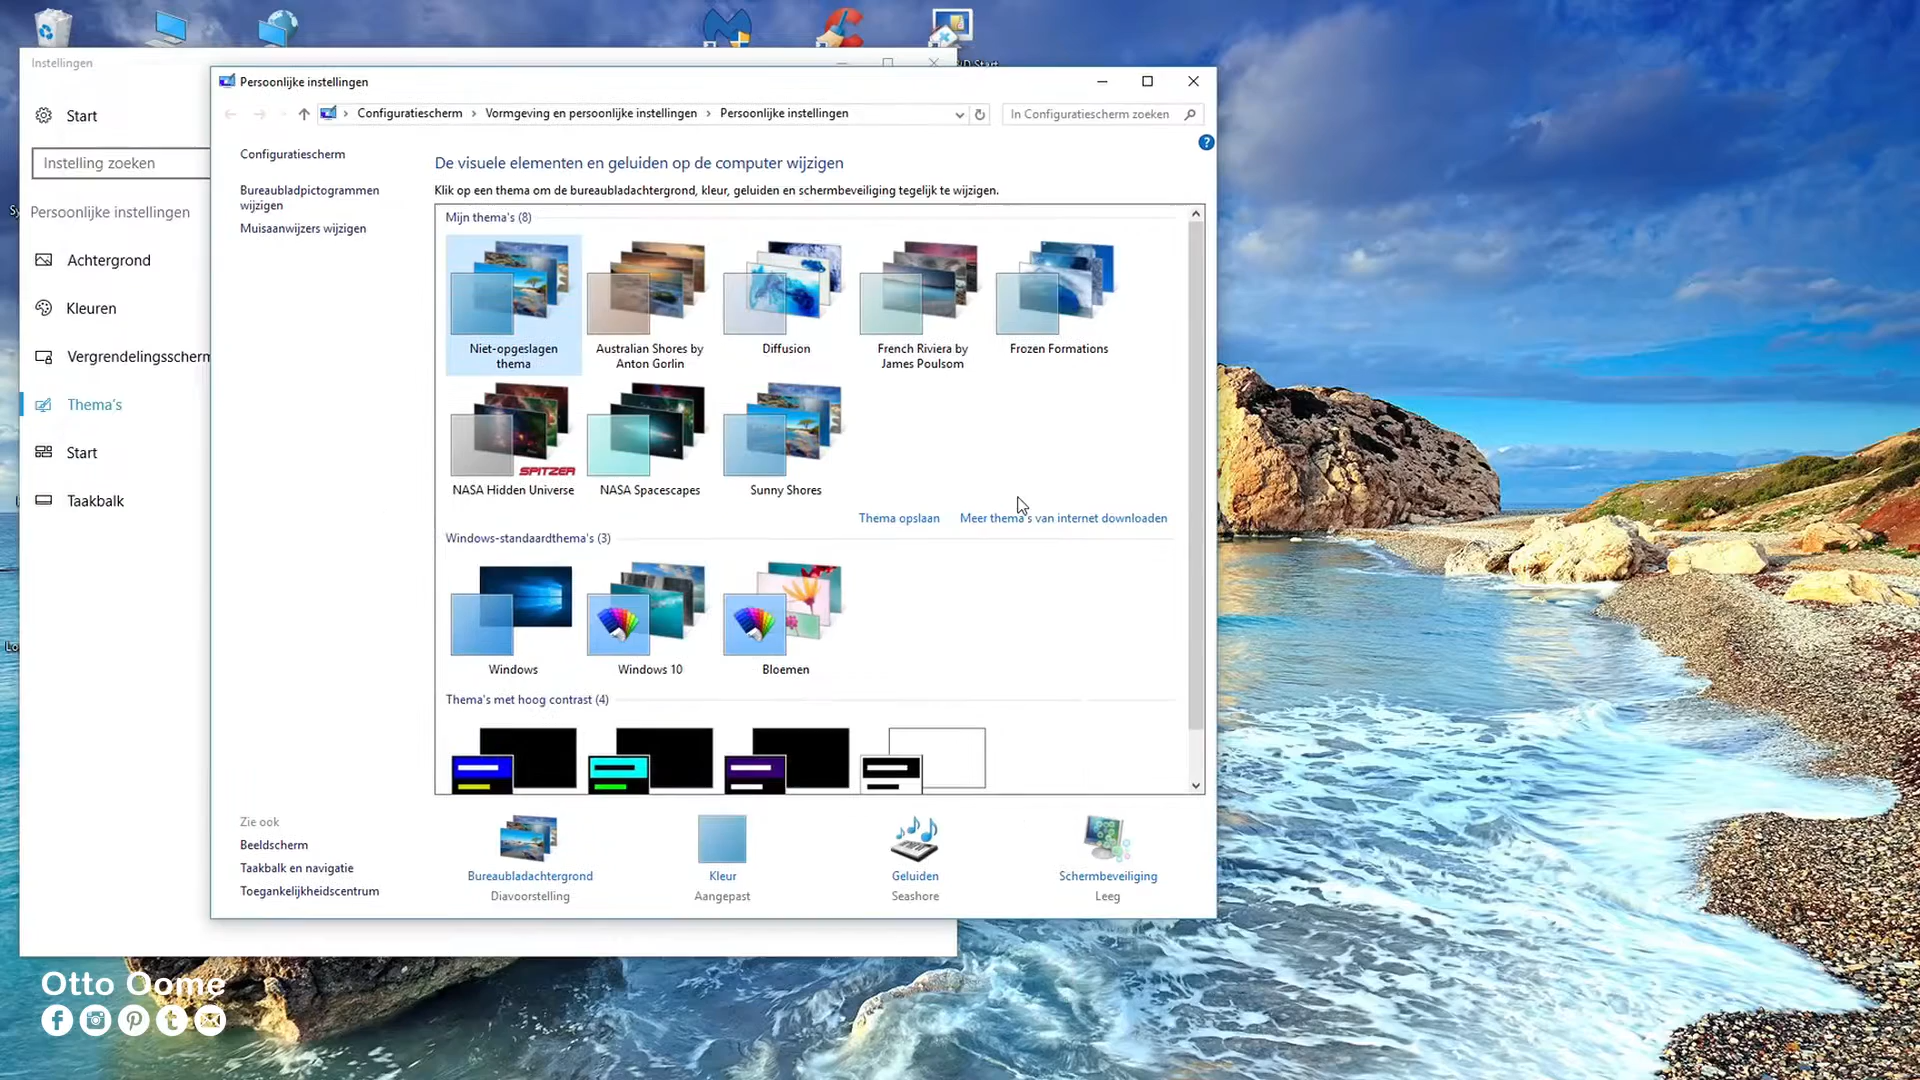 Instellingen
Start
Instelling zoeken
Persoonlijke instellingen
Achtergrond
Kleuren
Vergrendelingsscherm
Thema's
Start
Taakbalk
Persoonlijke instellingen
Configuratiescherm
Vormgeving en persoonlijke instellingen
Persoonlijke instellingen
In Configuratiescherm zoeken
Configuratiescherm
Bureaubladpictogrammen
wijzigen
Muisaanwijzers wijzigen
De visuele elementen en geluiden op de computer wijzigen
Klik op een thema om de bureaubladachtergrond, kleur, geluiden en schermbeveiliging tegelijk te wijzigen.
Mijn thema's (8)
Niet-opgeslagen
thema
Australian Shores by
Anton Gorlin
Diffusion
French Riviera by
James Poulsom
Frozen Formations
SPITZER
NASA Hidden Universe
NASA Spacescapes
Sunny Shores
Thema opslaan
Meer thema's van internet downloaden
Windows-standaardthema's (3)
Windows
Windows 10
Bloemen
Thema's met hoog contrast (4)
Zie ook
Beeldscherm
Taakbalk en navigatie
Toegankelijkheidscentrum
Bureaubladachtergrond
Diavoorstelling
Kleur
Aangepast
Geluiden
Seashore
Schermbeveiliging
Leeg
Otto Oome